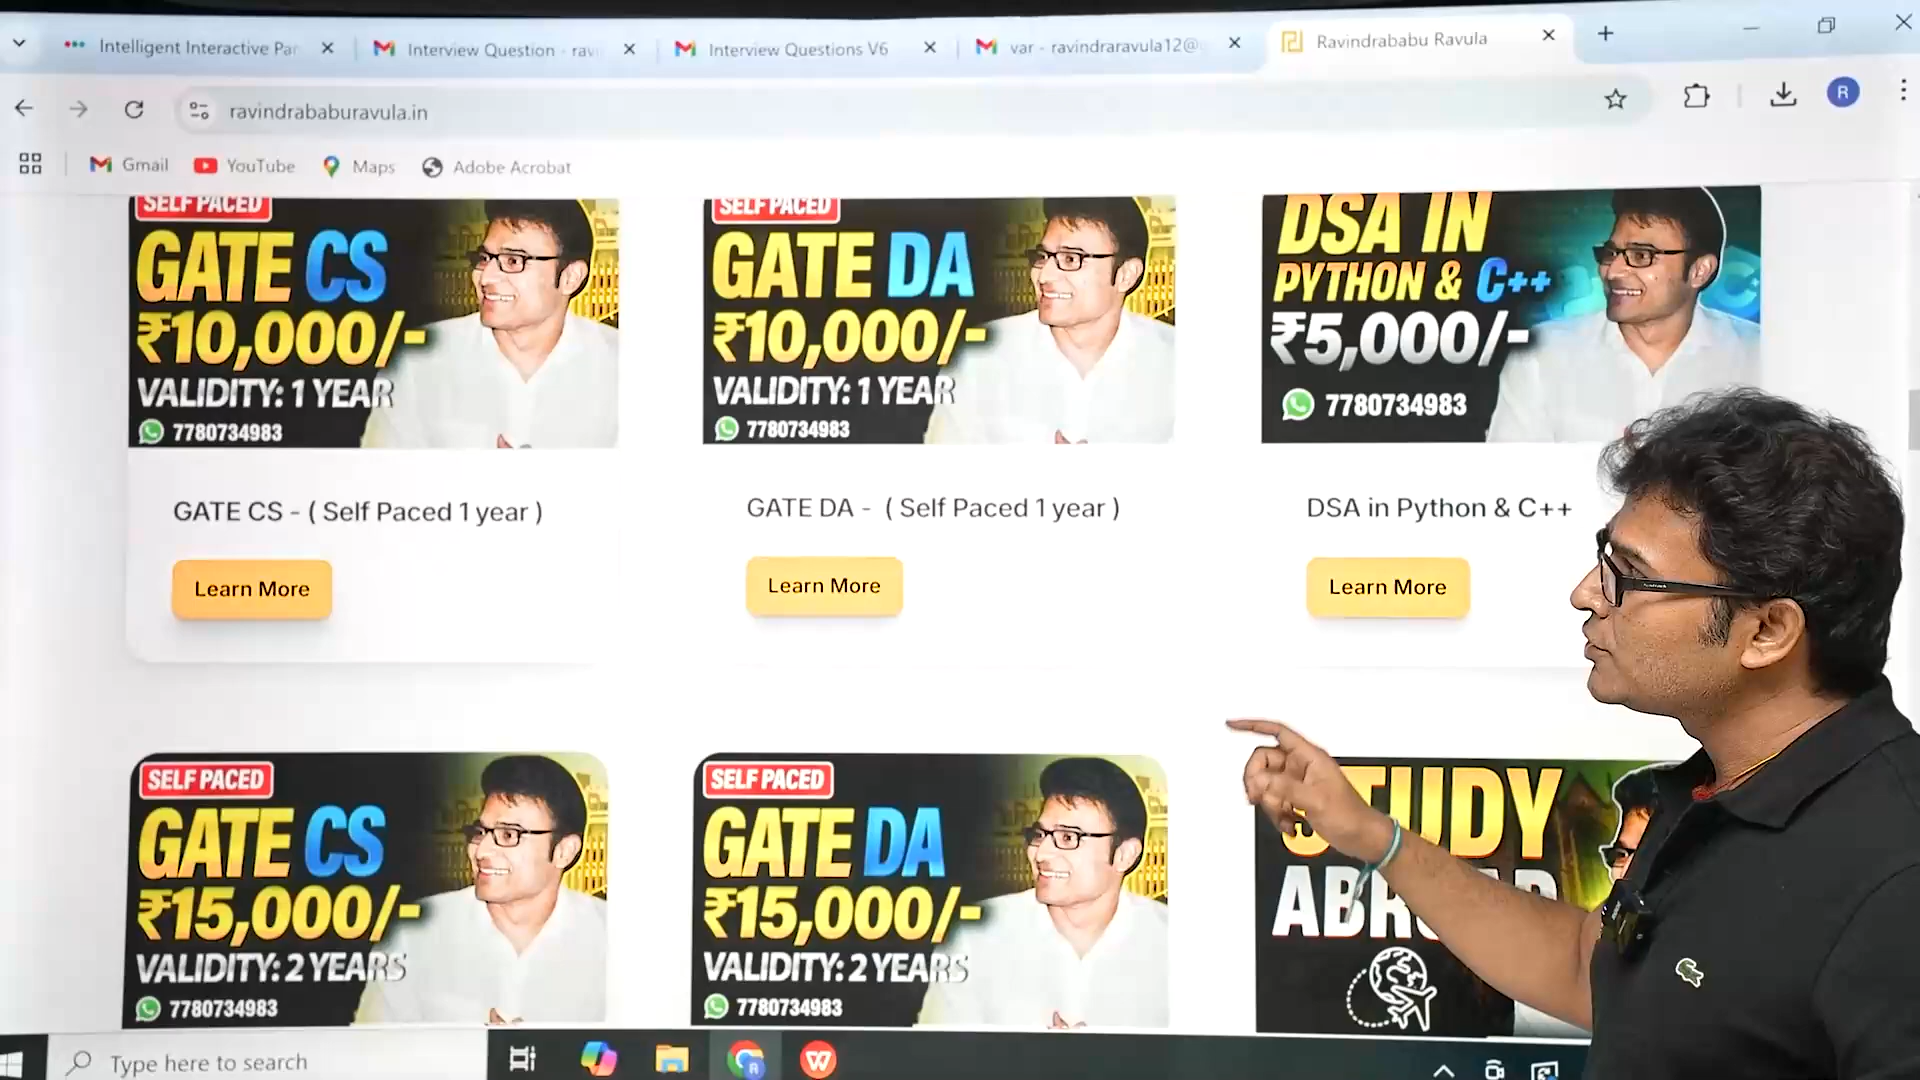 Intelligent Interactive Par
Interview Question - ravi
Interview Questions V6
var - ravindraravula12@
Ravindrababu Ravula
ravindrababuravula.in
R
Gmail
YouTube
Maps
Adobe Acrobat
SELF PACED
GATE CS
₹10,000/-
VALIDITY: 1 YEAR
7780734983
SELF PACED
GATE DA
₹10,000/-
VALIDITY: 1 YEAR
7780734983
DSA IN
PYTHON & C++
₹5,000/-
7780734983
GATE CS - ( Self Paced 1 year )
GATE DA - ( Self Paced 1 year )
DSA in Python & C++
Learn More
Learn More
Learn More
SELF PACED
GATE CS
₹15,000/-
VALIDITY: 2 YEARS
7780734983
SELF PACED
GATE DA
₹15,000/-
VALIDITY: 2 YEARS
7780734983
STUDY
ABROAD
Type here to search